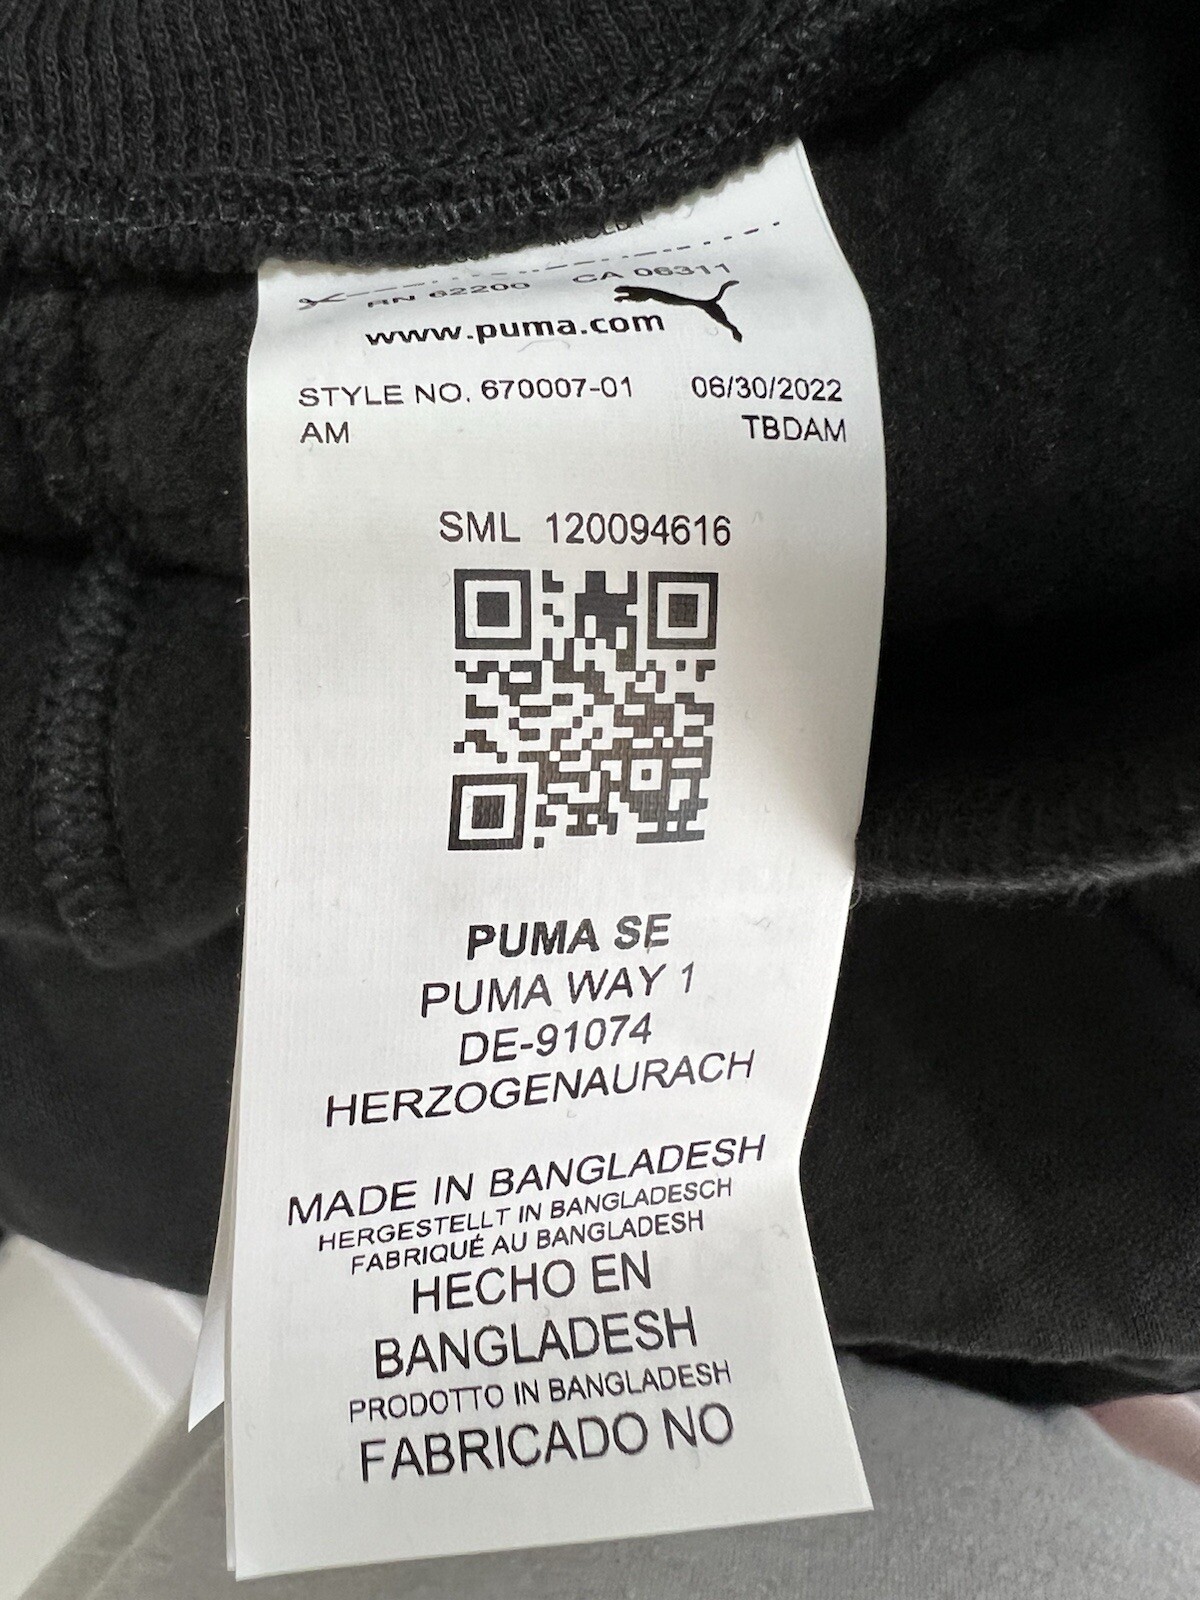 RN 62200 CA 06311
www.puma.com
STYLE NO. 670007-01 06/30/2022
AM TBDAM
SML 120094616
PUMA SE
PUMA WAY 1
DE-91074
HERZOGENAURACH
MADE IN BANGLADESH
HERGESTELLT IN BANGLADESCH
FABRIQUÉ AU BANGLADESH
HECHO EN
BANGLADESH
PRODOTTO IN BANGLADESH
FABRICADO NO